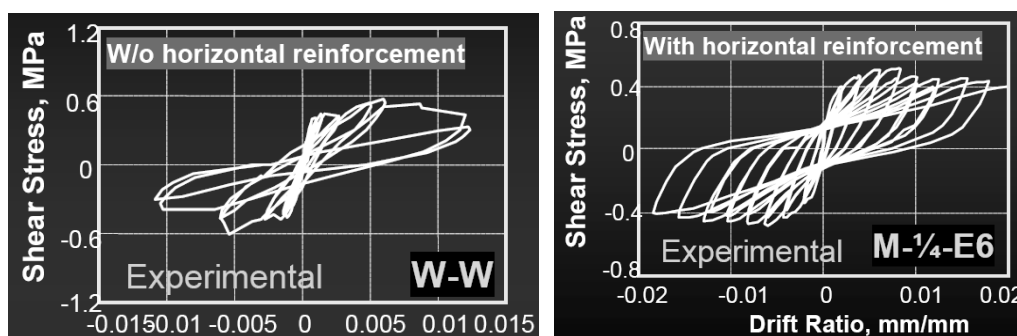 Shear Stress, MPa
1.2
0.6
0
-0.6
-1.2
W/o horizontal reinforcement
Experimental
W-W
-0.015
-0.01
-0.005
0
0.005
0.01
0.015
Shear Stress, MPa
0.8
0.4
0
-0.4
-0.8
With horizontal reinforcement
Experimental
M-¼-E6
-0.02
-0.01
0
0.01
0.02
Drift Ratio, mm/mm